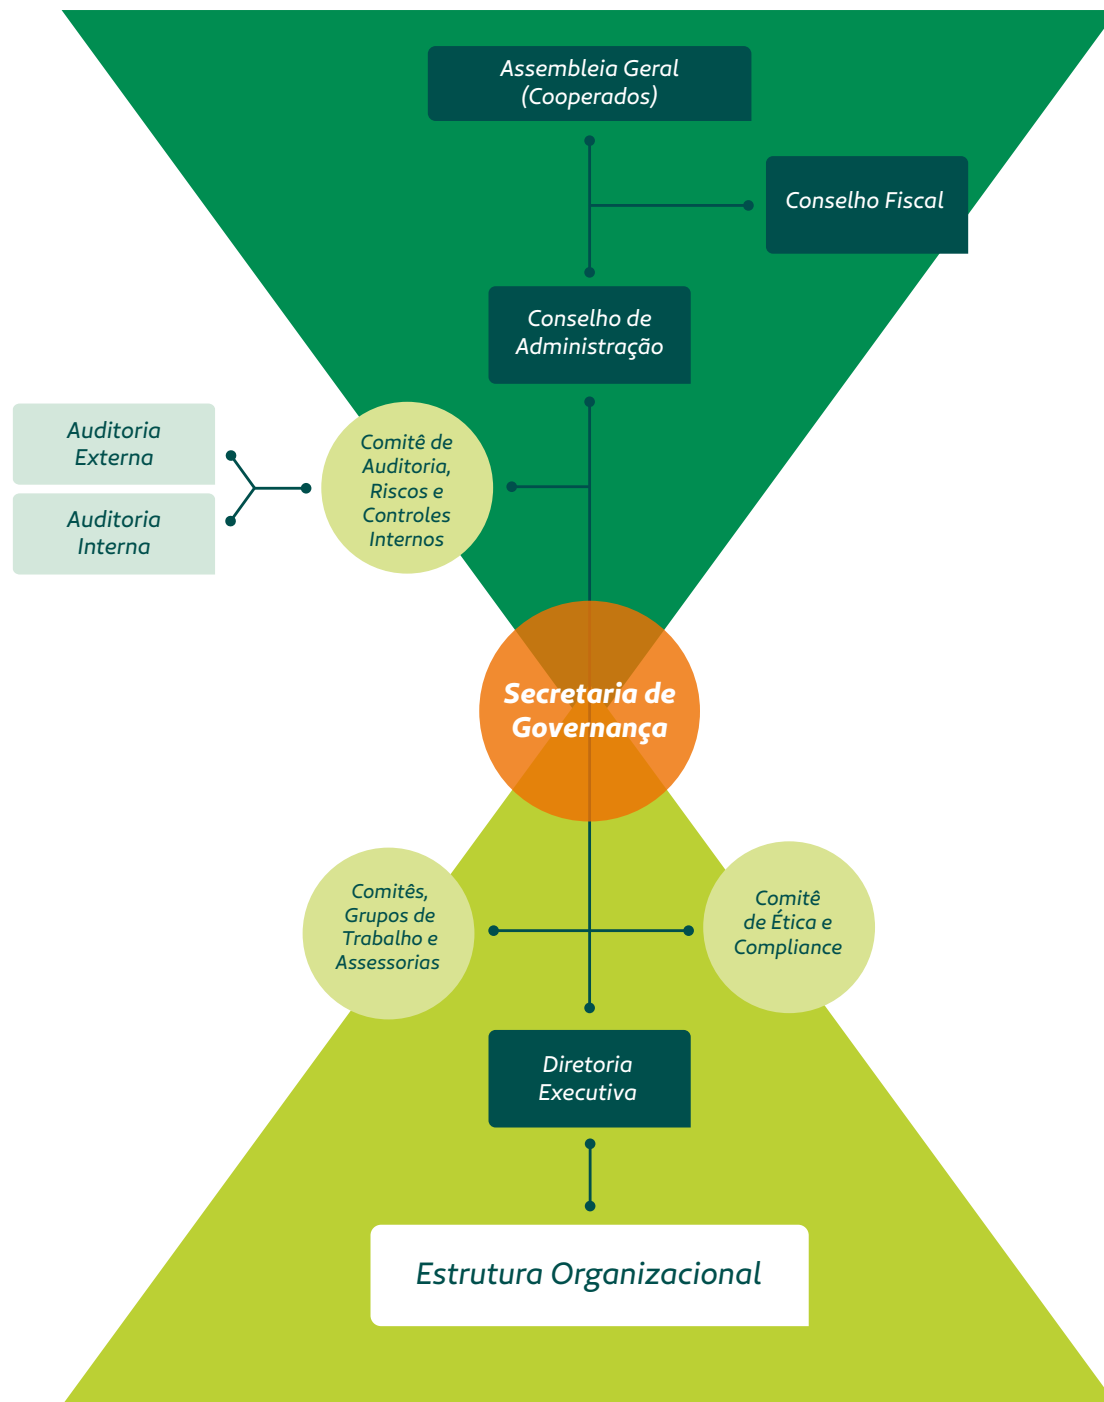 Assembleia Geral
(Cooperados)
Conselho Fiscal
Conselho de
Administração
Auditoria
Externa
Auditoria
Interna
Comitê de
Auditoria,
Riscos e
Controles
Internos
Secretaria de
Governança
Comitês,
Grupos de
Trabalho e
Assessorias
Comitê
de Ética e
Compliance
Diretoria
Executiva
Estrutura Organizacional